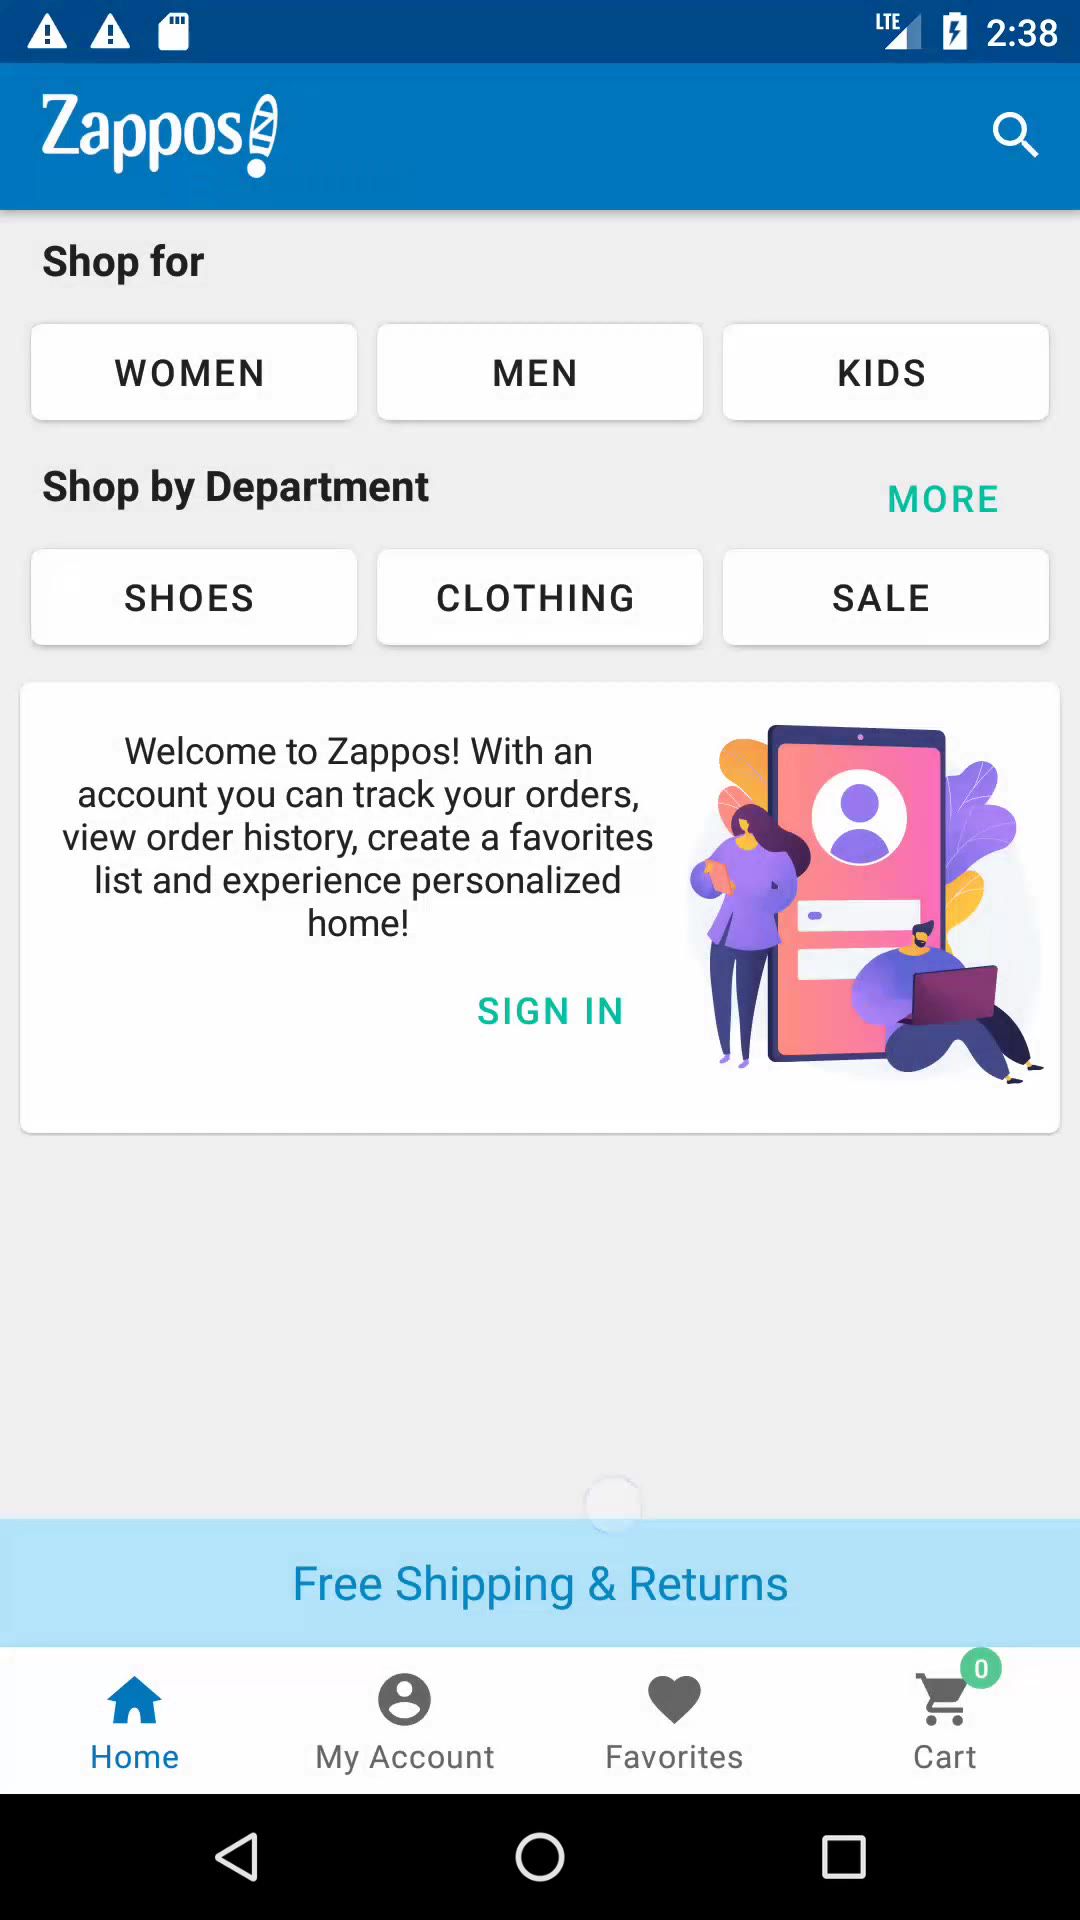 LTE 2:38
Zappos
Shop for
WOMEN MEN KIDS
Shop by Department MORE
SHOES CLOTHING SALE
Welcome to Zappos! With an
account you can track your orders,
view order history, create a favorites
list and experience personalized
home!
SIGN IN
Free Shipping & Returns
0
Home My Account Favorites Cart